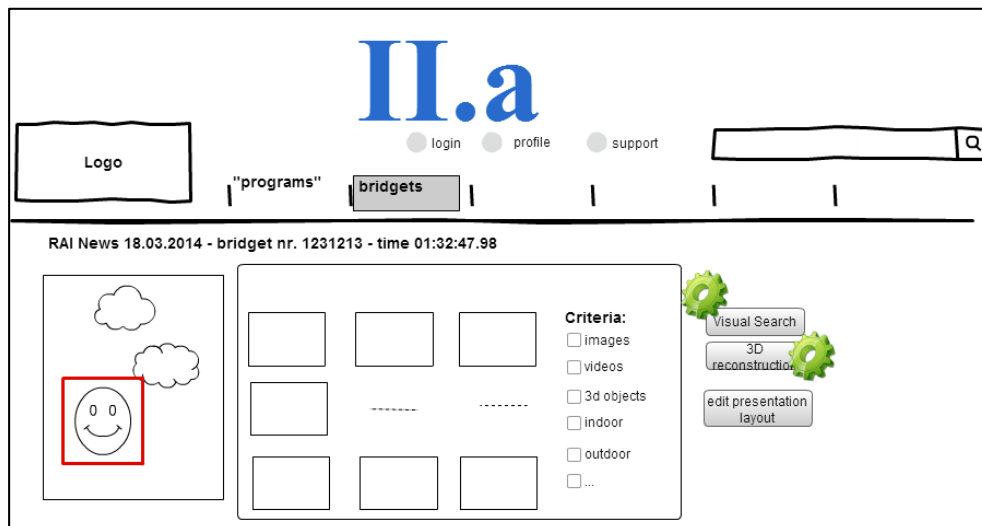 II.a
login profile support
Logo
"programs" bridgets
RAI News 18.03.2014 - bridget nr. 1231213 - time 01:32:47.98
Criteria:
images
videos
3d objects
indoor
outdoor
...
Visual Search
3D
reconstruction
edit presentation
layout